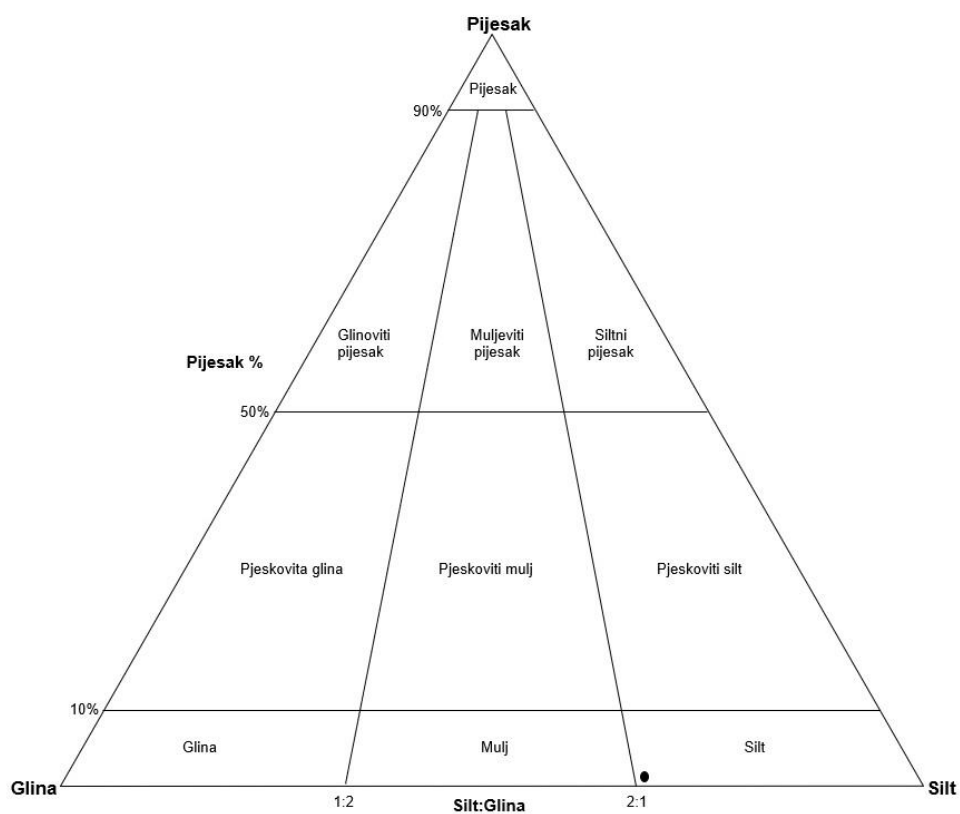 Pijesak
Pijesak
90%
Glinoviti
pijesak
Muljeviti
pijesak
Siltni
pijesak
Pijesak %
50%
Pjeskovita glina
Pjeskoviti mulj
Pjeskoviti silt
10%
Glina
Mulj
Silt
Glina
Silt
1:2
Silt:Glina
2:1